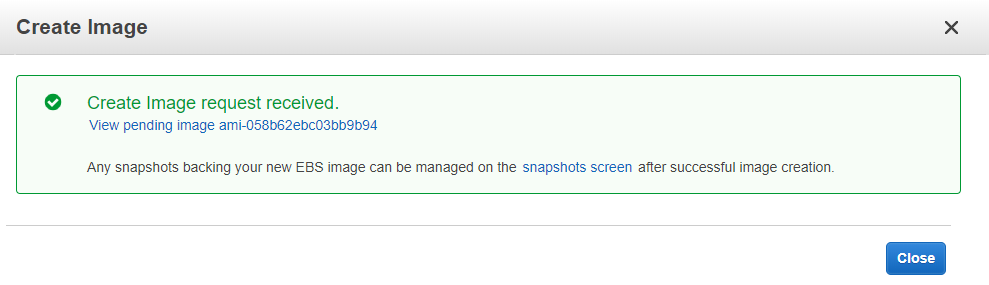 Create Image
Create Image request received.
View pending image ami-058b62ebc03bb9b94
Any snapshots backing your new EBS image can be managed on the snapshots screen after successful image creation.
Close